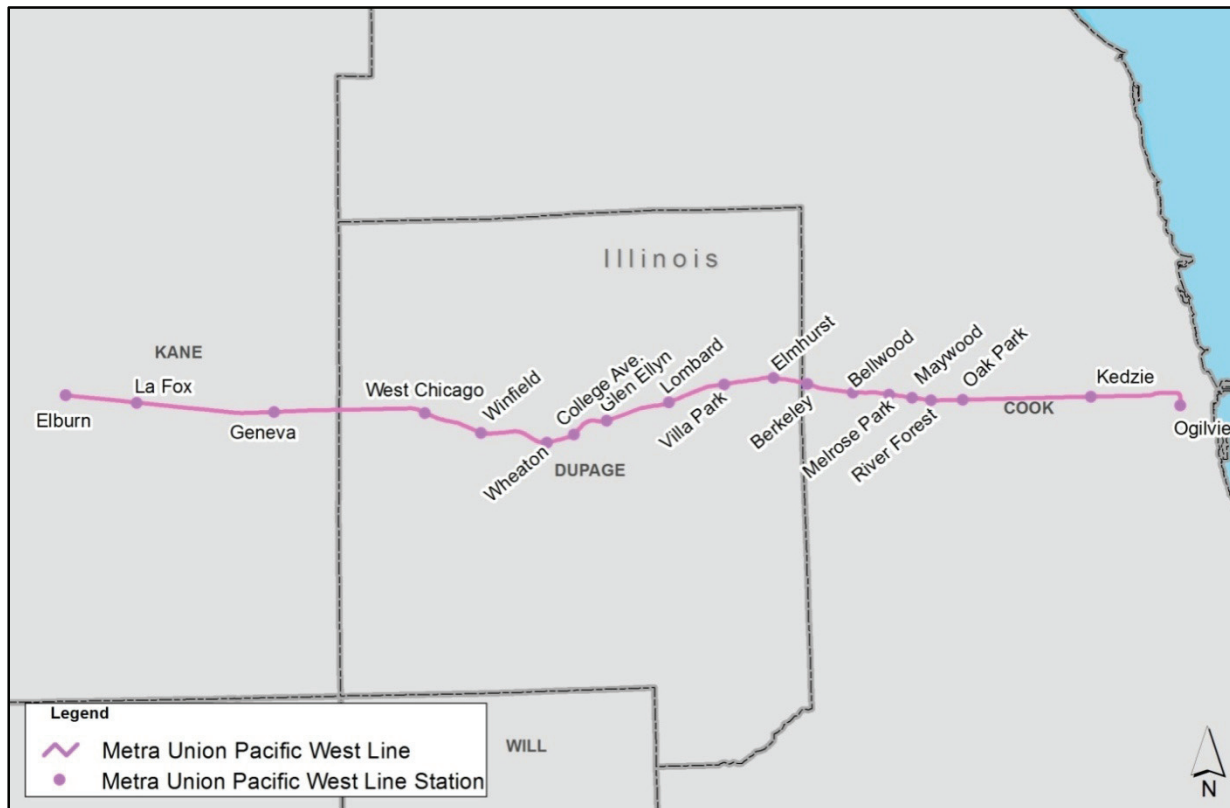 Illinois
KANE
La Fox
Elburn
Geneva
West Chicago
Winfield
Wheaton
College Ave.
Glen Ellyn
DUPAGE
Lombard
Villa Park
Elmhurst
Berkeley
Bellwood
Melrose Park
Maywood
River Forest
Oak Park
COOK
Kedzie
Ogilvie
WILL
Legend
Metra Union Pacific West Line
Metra Union Pacific West Line Station
N